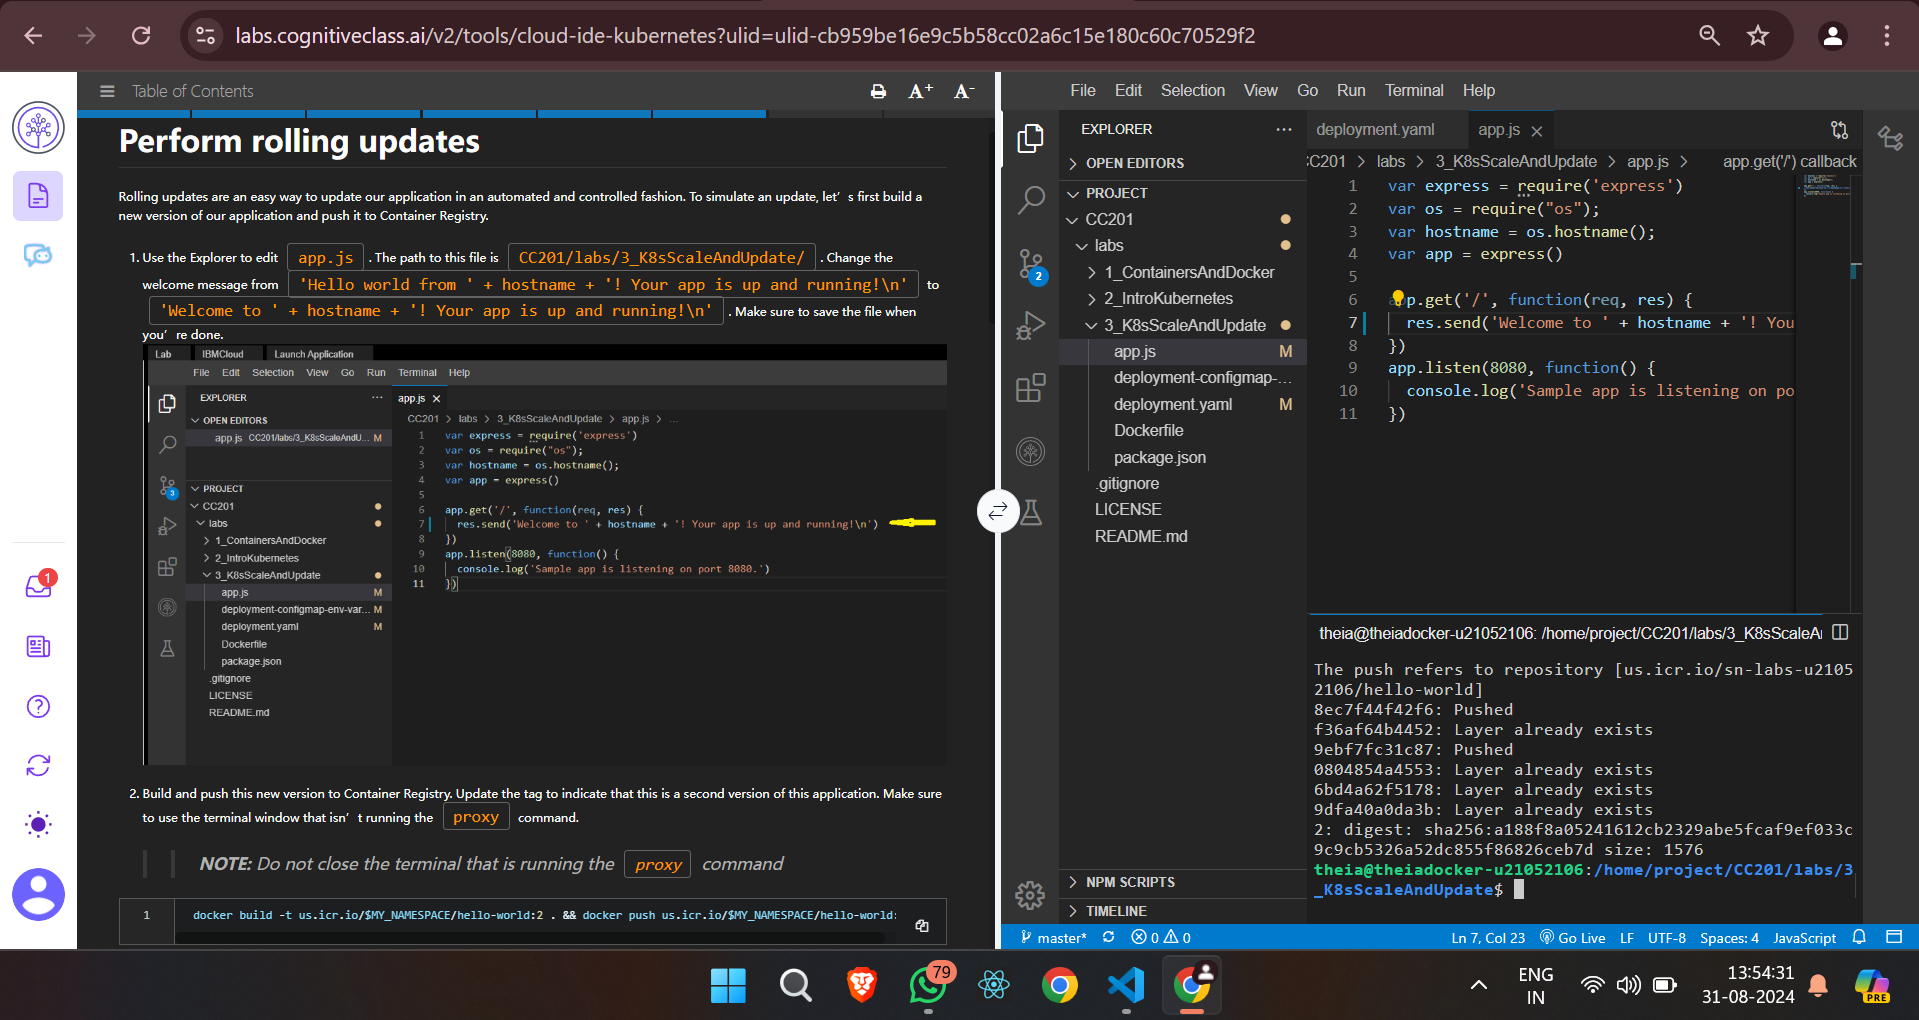 labs.cognitiveclass.ai/v2/tools/cloud-ide-kubernetes?ulid=ulid-cb959be16e9c5b58cc02a6c15e180c60c70529f2
Table of Contents
A+ A-
Perform rolling updates
Rolling updates are an easy way to update our application in an automated and controlled fashion. To simulate an update, let’s first build a
new version of our application and push it to Container Registry.
1. Use the Explorer to edit app.js . The path to this file is CC201/labs/3_K8sScaleAndUpdate/ . Change the
welcome message from 'Hello world from ' + hostname + '! Your app is up and running!\n' to
'Welcome to ' + hostname + '! Your app is up and running!\n' . Make sure to save the file when
you’re done.
Lab IBMCloud Launch Application
File Edit Selection View Go Run Terminal Help
EXPLORER ...
OPEN EDITORS
app.js CC201/labs/3_K8sScaleAndU... M
3
PROJECT
CC201
labs
1_ContainersAndDocker
2_IntroKubernetes
3_K8sScaleAndUpdate
app.js M
deployment-configmap-env-var... M
deployment.yaml M
Dockerfile
package.json
.gitignore
LICENSE
README.md
app.js
CC201 > labs > 3_K8sScaleAndUpdate > app.js > ...
1 var express = require('express')
2 var os = require("os");
3 var hostname = os.hostname();
4 var app = express()
5
6 app.get('/', function(req, res) {
7 res.send('Welcome to ' + hostname + '! Your app is up and running!\n')
8 })
9 app.listen(8080, function() {
10 console.log('Sample app is listening on port 8080.')
11 })
2. Build and push this new version to Container Registry. Update the tag to indicate that this is a second version of this application. Make sure
to use the terminal window that isn’t running the proxy command.
NOTE: Do not close the terminal that is running the proxy command
1 docker build -t us.icr.io/$MY_NAMESPACE/hello-world:2 . && docker push us.icr.io/$MY_NAMESPACE/hello-world:
1
File Edit Selection View Go Run Terminal Help
EXPLORER ...
OPEN EDITORS
PROJECT
CC201
labs
1_ContainersAndDocker
2_IntroKubernetes
3_K8sScaleAndUpdate
app.js M
deployment-configmap-...
deployment.yaml M
Dockerfile
package.json
.gitignore
LICENSE
README.md
2
NPM SCRIPTS
TIMELINE
deployment.yaml app.js
CC201 > labs > 3_K8sScaleAndUpdate > app.js > app.get('/') callback
1 var express = require('express')
2 var os = require("os");
3 var hostname = os.hostname();
4 var app = express()
5
6 app.get('/', function(req, res) {
7 res.send('Welcome to ' + hostname + '! You
8 })
9 app.listen(8080, function() {
10 console.log('Sample app is listening on po
11 })
theia@theiadocker-u21052106: /home/project/CC201/labs/3_K8sScaleA
The push refers to repository [us.icr.io/sn-labs-u2105
2106/hello-world]
8ec7f44f42f6: Pushed
f36af64b4452: Layer already exists
9ebf7fc31c87: Pushed
0804854a4553: Layer already exists
6bd4a62f5178: Layer already exists
9dfa40a0da3b: Layer already exists
2: digest: sha256:a188f8a05241612cb2329abe5fcaf9ef033c
9c9cb5326a52dc855f86826ceb7d size: 1576
theia@theiadocker-u21052106:/home/project/CC201/labs/3
_K8sScaleAndUpdate$
master* 0 0 Ln 7, Col 23 Go Live LF UTF-8 Spaces: 4 JavaScript
79
ENG
IN
13:54:31
31-08-2024
PRE